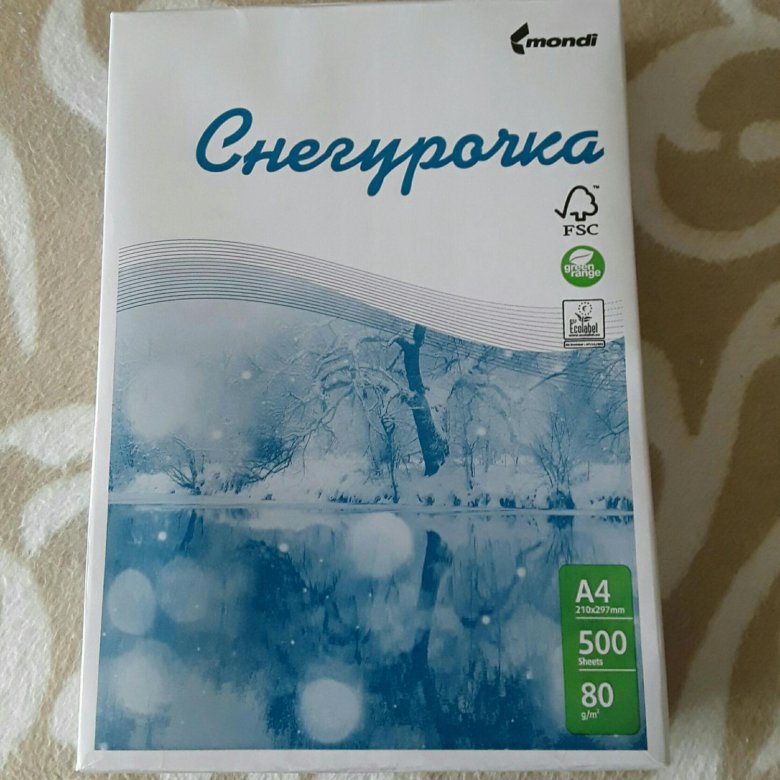 mondi
Снегурочка
FSC
green
range
Ecolabel
A4
210x297mm
500
Sheets
80
g/m²